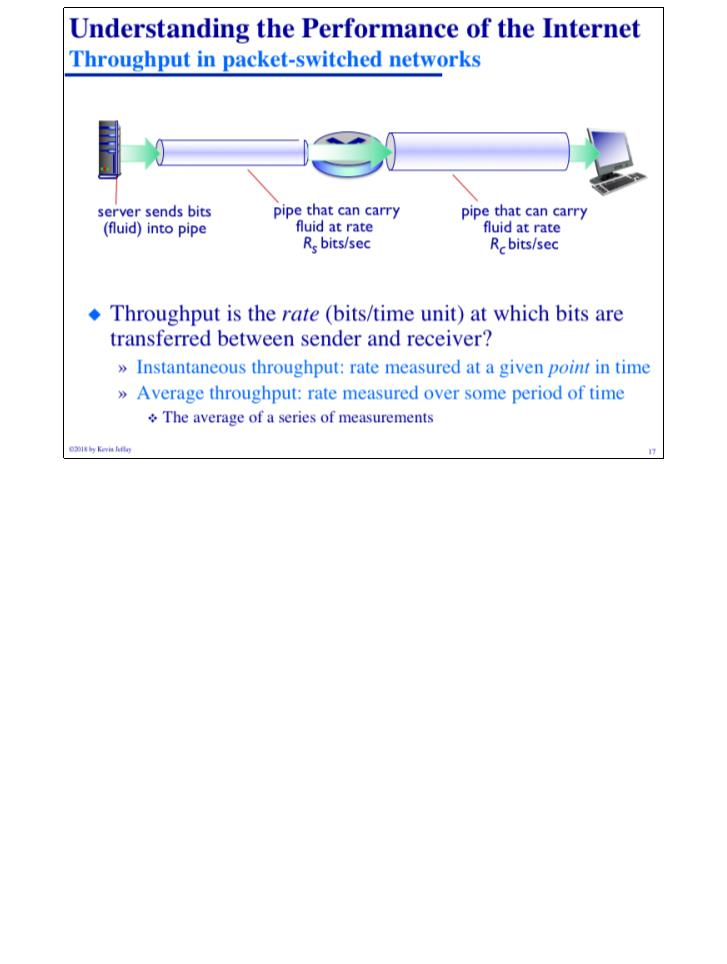 Understanding the Performance of the Internet
Throughput in packet-switched networks
server sends bits
(fluid) into pipe
pipe that can carry
fluid at rate
Rs bits/sec
pipe that can carry
fluid at rate
Rc bits/sec
◆ Throughput is the rate (bits/time unit) at which bits are
transferred between sender and receiver?
» Instantaneous throughput: rate measured at a given point in time
» Average throughput: rate measured over some period of time
❖ The average of a series of measurements
©2018 by Kevin Jeffay
17